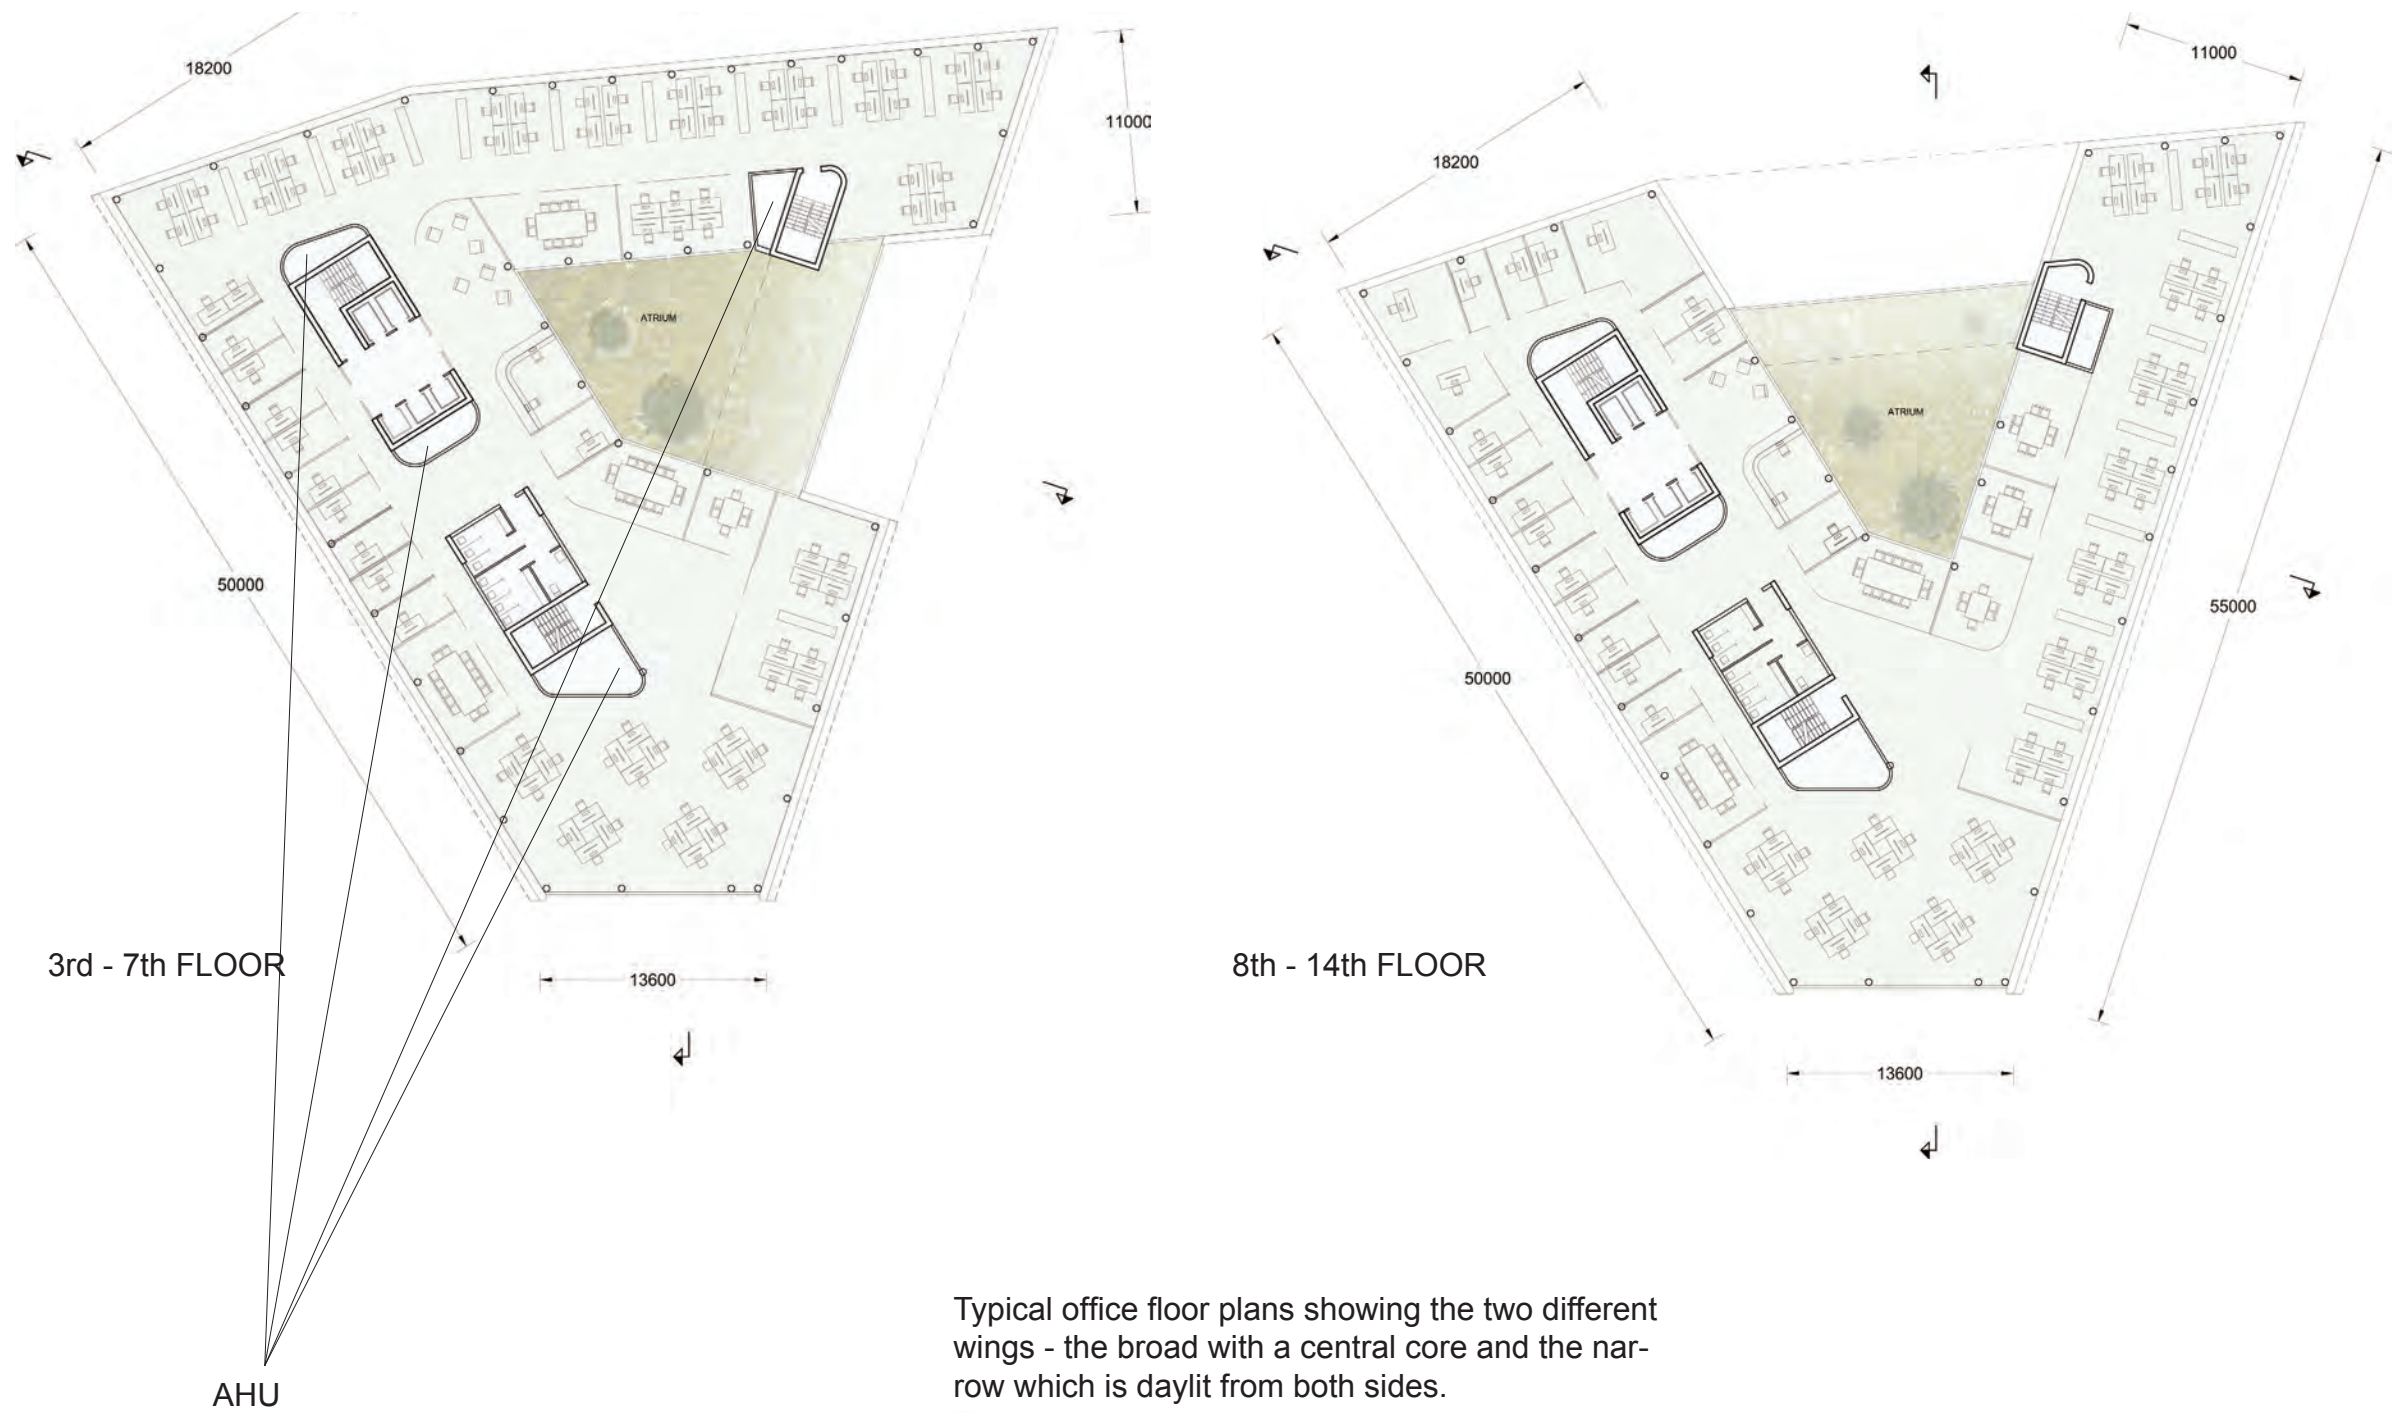 18200
11000
11000
18200
ATRIUM
ATRIUM
50000
55000
50000
3rd - 7th FLOOR
13600
8th - 14th FLOOR
13600
Typical office floor plans showing the two different
wings - the broad with a central core and the nar-
row which is daylit from both sides.
AHU